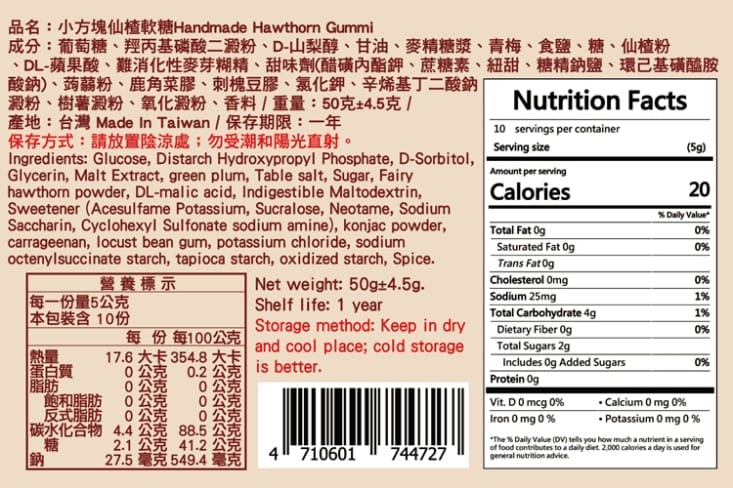 品名：小方塊仙楂軟糖Handmade Hawthorn Gummi
成分：葡萄糖、羥丙基磷酸二澱粉、D-山梨醇、甘油、麥精糖漿、青梅、食鹽、糖、仙楂粉
、DL-蘋果酸、難消化性麥芽糊精、甜味劑(醋磺內酯鉀、蔗糖素、紐甜、糖精鈉鹽、環己基磺醯胺
酸鈉)、蒟蒻粉、鹿角菜膠、刺槐豆膠、氯化鉀、辛烯基丁二酸鈉
澱粉、樹薯澱粉、氧化澱粉、香料 / 重量：50克±4.5克 /
產地：台灣 Made In Taiwan / 保存期限：一年
保存方式：請放置陰涼處；勿受潮和陽光直射。
Ingredients: Glucose, Distarch Hydroxypropyl Phosphate, D-Sorbitol,
Glycerin, Malt Extract, green plum, Table salt, Sugar, Fairy
hawthorn powder, DL-malic acid, Indigestible Maltodextrin,
Sweetener (Acesulfame Potassium, Sucralose, Neotame, Sodium
Saccharin, Cyclohexyl Sulfonate sodium amine), konjac powder,
carrageenan, locust bean gum, potassium chloride, sodium
octenylsuccinate starch, tapioca starch, oxidized starch, Spice.
營養標示
每一份量5公克
本包裝含 10份
每 份 每100公克
熱量 17.6 大卡 354.8 大卡
蛋白質 0 公克 0.2 公克
脂肪 0 公克 0 公克
飽和脂肪 0 公克 0 公克
反式脂肪 0 公克 0 公克
碳水化合物 4.4 公克 88.5 公克
糖 2.1 公克 41.2 公克
鈉 27.5 毫克 549.4 毫克
Net weight: 50g±4.5g.
Shelf life: 1 year
Storage method: Keep in dry
and cool place; cold storage
is better.
4 710601 744727
Nutrition Facts
10 servings per container
Serving size (5g)
Amount per serving
Calories 20
% Daily Value*
Total Fat 0g 0%
Saturated Fat 0g 0%
Trans Fat 0g
Cholesterol 0mg 0%
Sodium 25mg 1%
Total Carbohydrate 4g 1%
Dietary Fiber 0g 0%
Total Sugars 2g
Includes 0g Added Sugars 0%
Protein 0g
Vit. D 0 mcg 0% • Calcium 0 mg 0%
Iron 0 mg 0% • Potassium 0 mg 0 %
*The % Daily Value (DV) tells you how much a nutrient in a serving
of food contributes to a daily diet. 2,000 calories a day is used for
general nutrition advice.